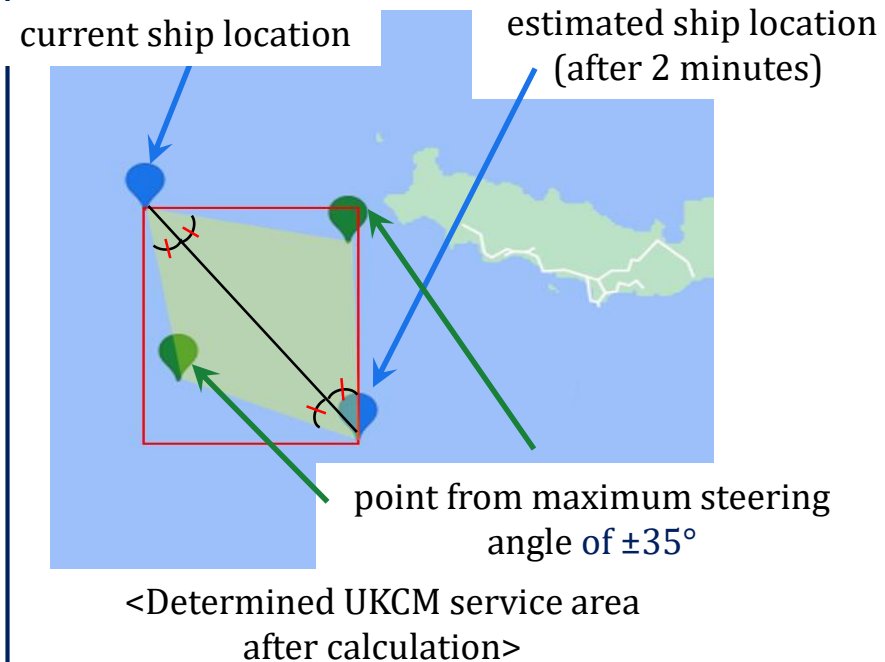 current ship location
estimated ship location
(after 2 minutes)
point from maximum steering
angle of ±35°
<Determined UKCM service area
after calculation>